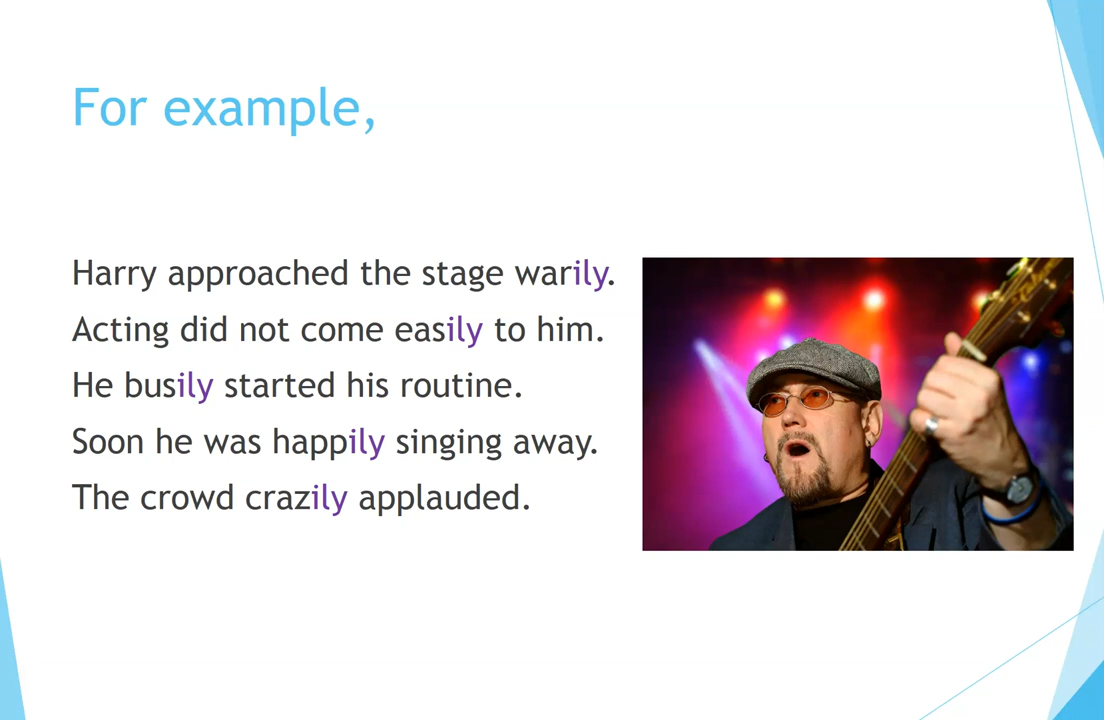 For example,
Harry approached the stage warily.
Acting did not come easily to him.
He busily started his routine.
Soon he was happily singing away.
The crowd crazily applauded.